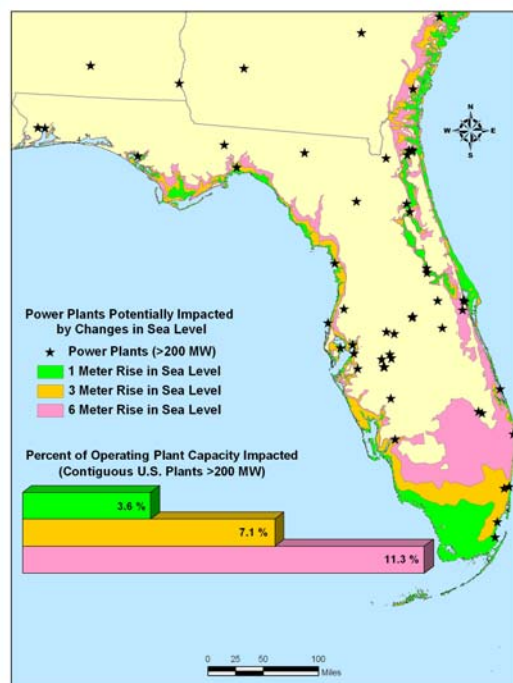 N
W E
S
Power Plants Potentially Impacted
by Changes in Sea Level
Power Plants (>200 MW)
1 Meter Rise in Sea Level
3 Meter Rise in Sea Level
6 Meter Rise in Sea Level
Percent of Operating Plant Capacity Impacted
(Contiguous U.S. Plants >200 MW)
3.6 %
7.1 %
11.3 %
0 25 50 100
Miles